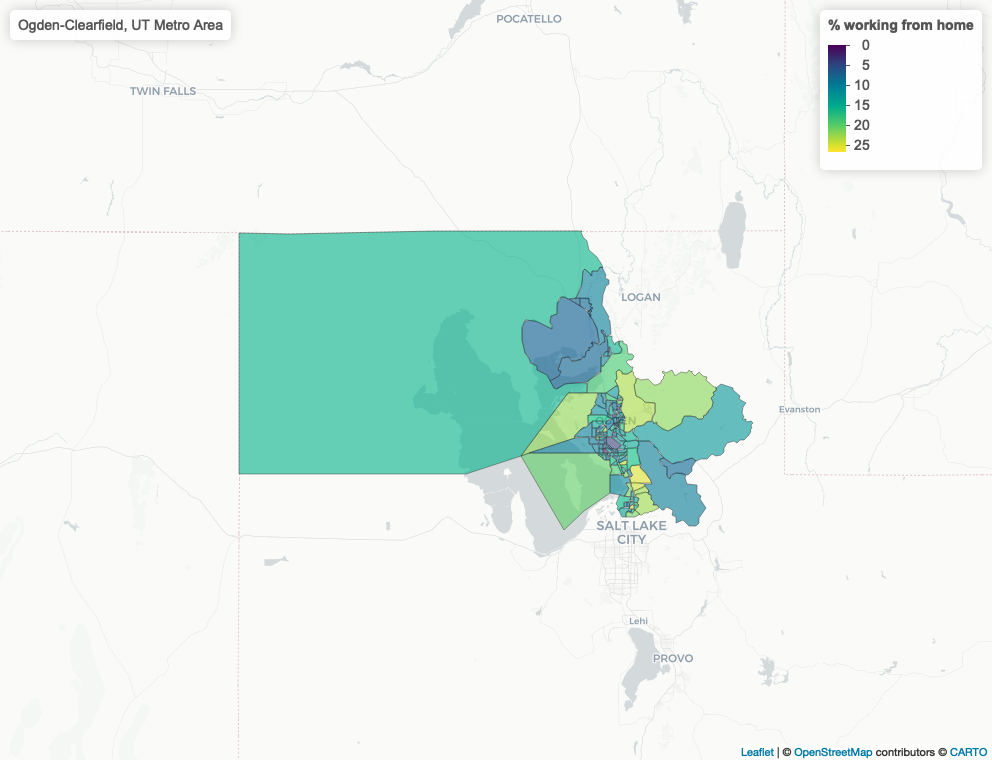 Ogden-Clearfield, UT Metro Area
POCATELLO
% working from home
0
5
10
15
20
25
TWIN FALLS
LOGAN
Evanston
SALT LAKE
CITY
Lehi
PROVO
Leaflet | © OpenStreetMap contributors © CARTO